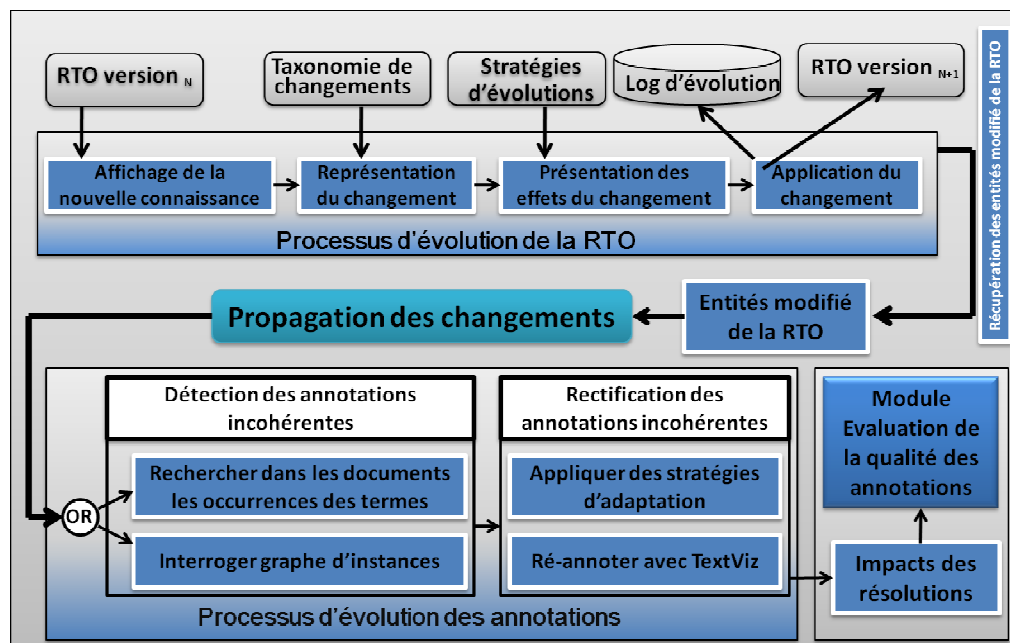 RTO version N
Taxonomie de
changements
Stratégies
d'évolutions
Log d'évolution
RTO version N+1
Affichage de la
nouvelle connaissance
Représentation
du changement
Présentation des
effets du changement
Application du
changement
Processus d'évolution de la RTO
Récupération des entités modifié de la RTO
Propagation des changements
Entités modifié
de la RTO
Détection des annotations
incohérentes
Rechercher dans les documents
les occurrences des termes
OR
Interroger graphe d'instances
Rectification des
annotations incohérentes
Appliquer des stratégies
d'adaptation
Ré-annoter avec TextViz
Processus d'évolution des annotations
Module
Evaluation de
la qualité des
annotations
Impacts des
résolutions